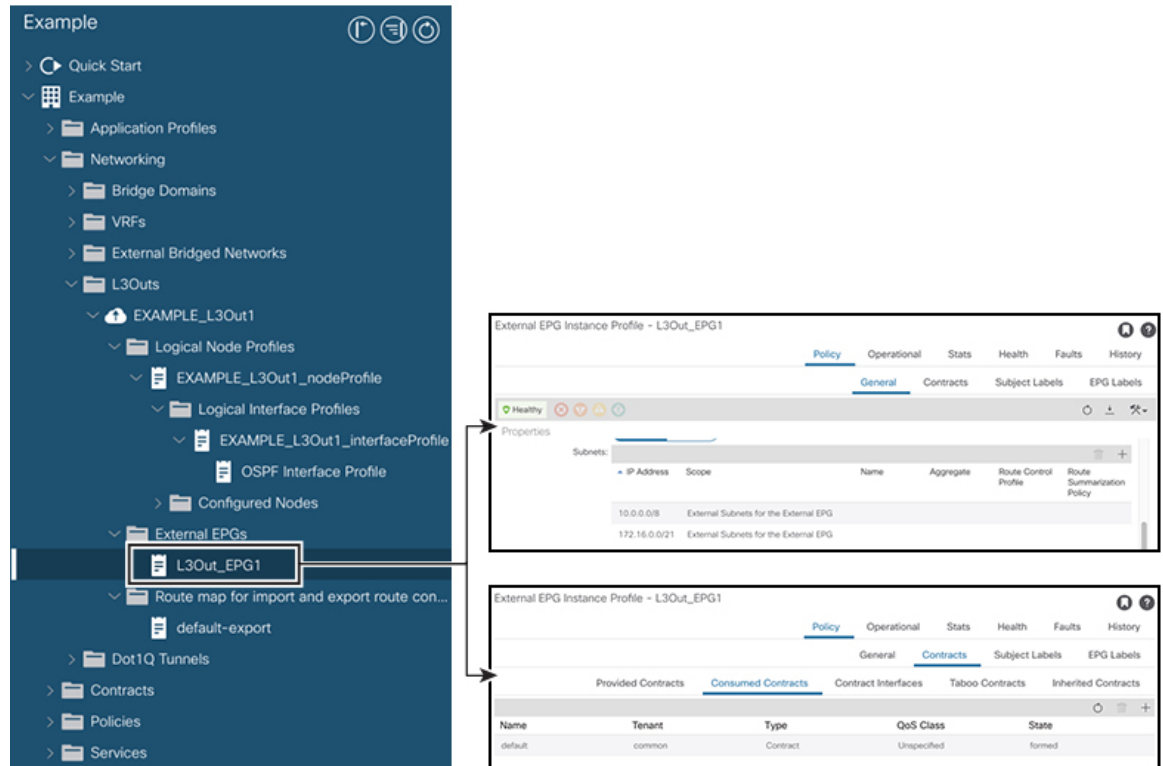 Example
Quick Start
Example
Application Profiles
Networking
Bridge Domains
VRFs
External Bridged Networks
L3Outs
EXAMPLE_L3Out1
Logical Node Profiles
EXAMPLE_L3Out1_nodeProfile
Logical Interface Profiles
EXAMPLE_L3Out1_interfaceProfile
OSPF Interface Profile
Configured Nodes
External EPGs
L3Out_EPG1
Route map for import and export route con...
default-export
Dot1Q Tunnels
Contracts
Policies
Services
External EPG Instance Profile - L3Out_EPG1
Policy Operational Stats Health Faults History
General Contracts Subject Labels EPG Labels
Healthy
Properties
Subnets:
IP Address Scope Name Aggregate Route Control Profile Route Summarization Policy
10.0.0.0/8 External Subnets for the External EPG
172.16.0.0/21 External Subnets for the External EPG
External EPG Instance Profile - L3Out_EPG1
Policy Operational Stats Health Faults History
General Contracts Subject Labels EPG Labels
Provided Contracts Consumed Contracts Contract Interfaces Taboo Contracts Inherited Contracts
Name Tenant Type QoS Class State
default common Contract Unspecified formed